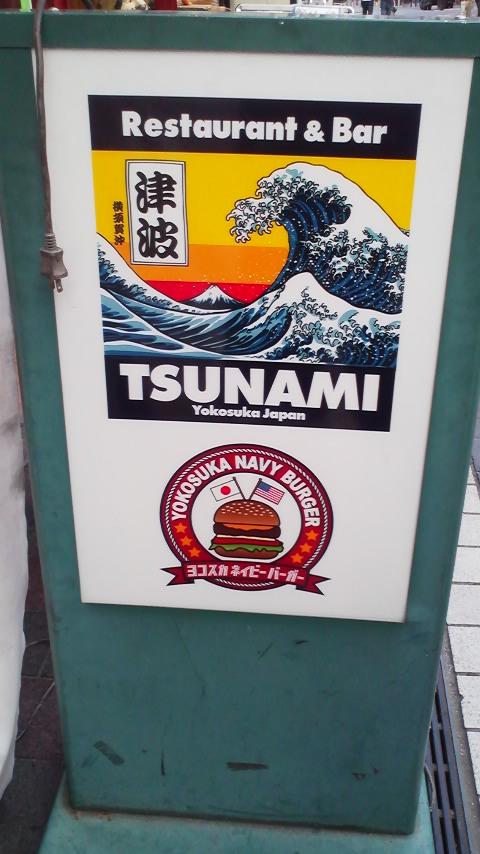 Restaurant & Bar
津波
横須賀沖
TSUNAMI
Yokosuka Japan
YOKOSUKA NAVY BURGER
ヨコスカ ネイビーバーガー